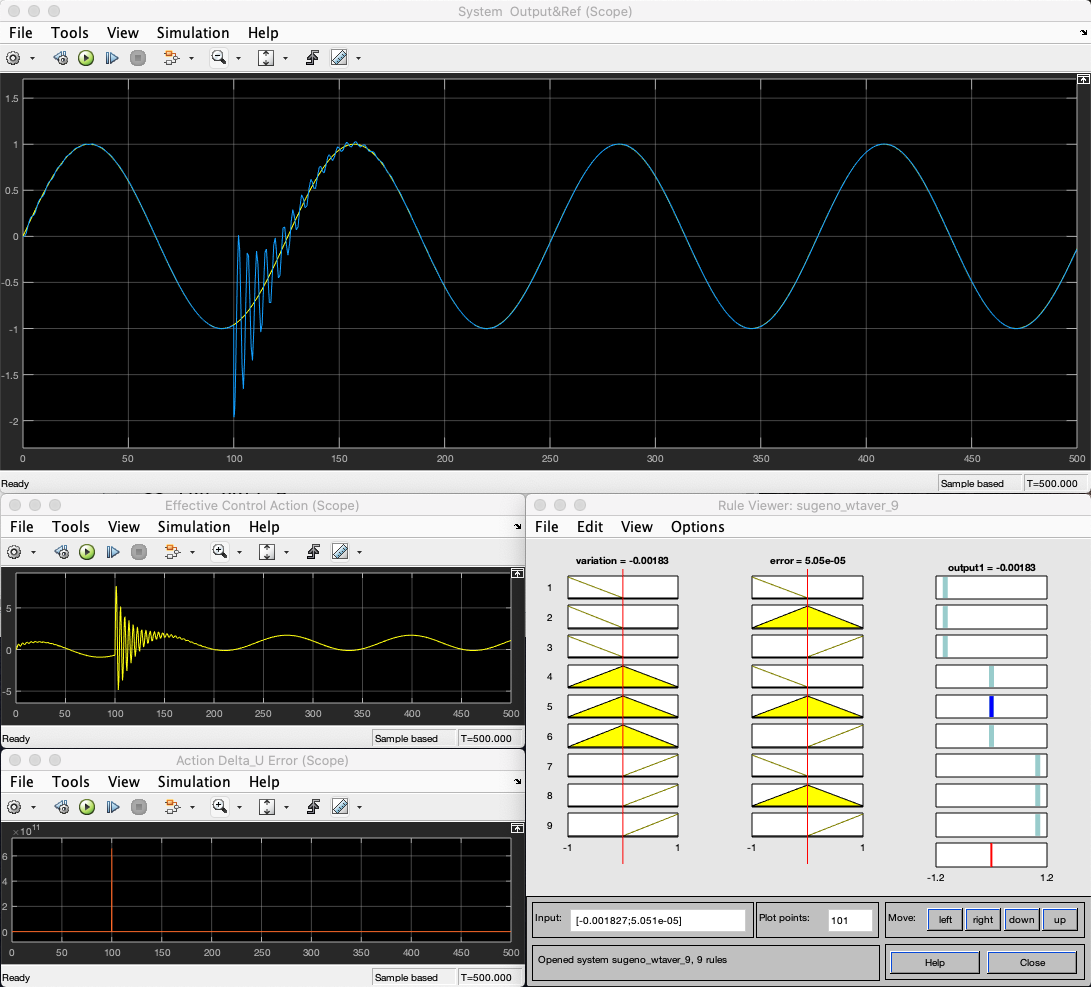 System Output&Ref (Scope)
File Tools View Simulation Help
1.5
1
0.5
0
-0.5
-1
-1.5
-2
0 50 100 150 200 250 300 350 400 450 500
Ready Sample based T=500.000
Effective Control Action (Scope)
File Tools View Simulation Help
5
0
-5
0 50 100 150 200 250 300 350 400 450 500
Ready Sample based T=500.000
Action Delta_U Error (Scope)
File Tools View Simulation Help
×10^11
6
4
2
0
0 50 100 150 200 250 300 350 400 450 500
Ready Sample based T=500.000
Rule Viewer: sugeno_wtaver_9
File Edit View Options
variation = -0.00183 error = 5.05e-05 output1 = -0.00183
1
2
3
4
5
6
7
8
9
-1 1 -1 1
-1.2 1.2
Input: [-0.001827;5.051e-05] Plot points: 101 Move: left right down up
Opened system sugeno_wtaver_9, 9 rules Help Close